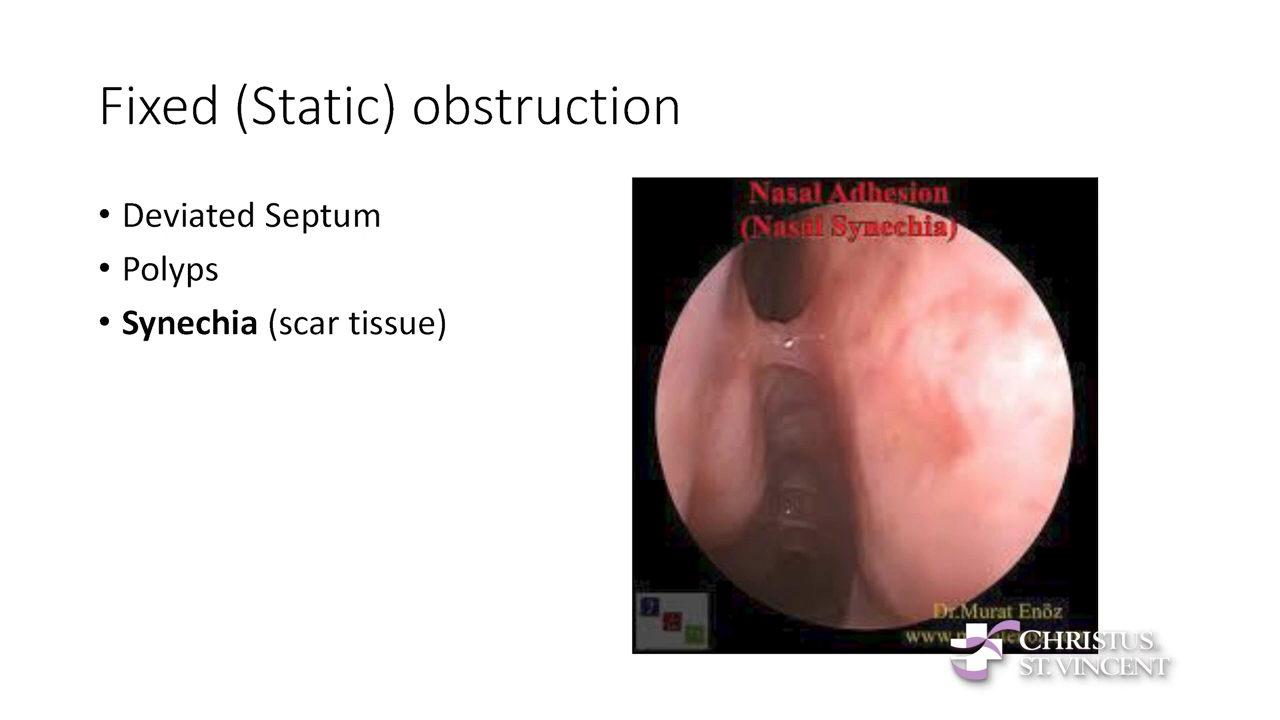 Fixed (Static) obstruction
• Deviated Septum
• Polyps
• Synechia (scar tissue)
Nasal Adhesion
(Nasal Synechia)
Dr.Murat Enöz
CHRISTUS
ST. VINCENT